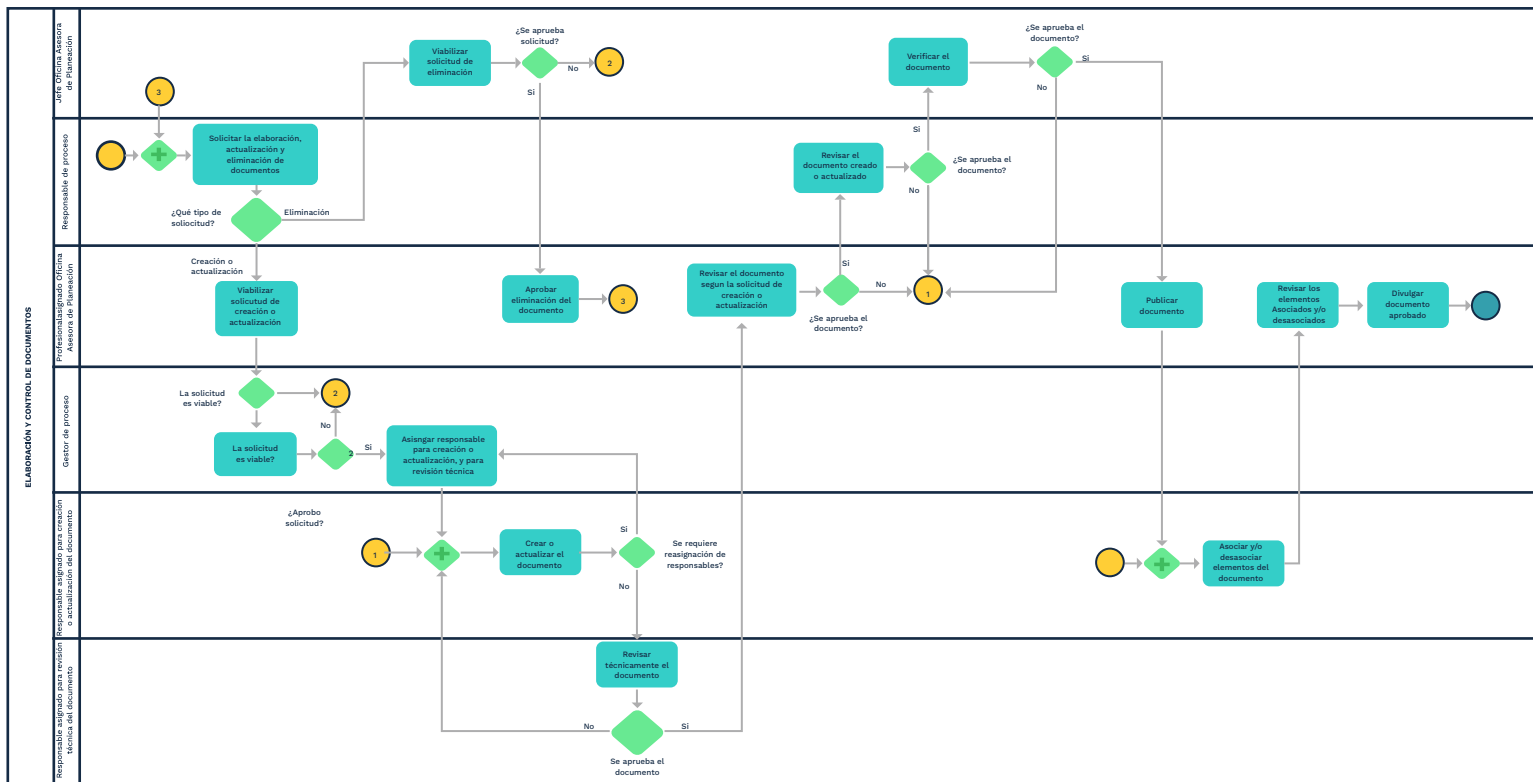 ELABORACIÓN Y CONTROL DE DOCUMENTOS
Jefe Oficina Asesora
de Planeación
3
Viabilizar
solicitud de
eliminación
¿Se aprueba
solicitud?
No
2
Si
Verificar el
documento
¿Se aprueba el
documento?
Si
No
Responsable de proceso
Solicitar la elaboración,
actualización y
eliminación de
documentos
¿Qué tipo de
soliocitud?
Eliminación
Revisar el
documento creado
o actualizado
Si
¿Se aprueba el
documento?
No
Profesionalasignado Oficina
Asesora de Planeación
Creación o
actualización
Viabilizar
solicutud de
creación o
actualización
Aprobar
eliminación del
documento
3
Revisar el documento
segun la solicitud de
creación o
actualización
Si
No
¿Se aprueba el
documento?
1
Publicar
documento
Revisar los
elementos
Asociados y/o
desasociados
Divulgar
documento
aprobado
Gestor de proceso
La solicitud
es viable?
2
No
La solicitud
es viable?
2
Si
Asisngar responsable
para creación o
actualización, y para
revisión técnica
Responsable asignado para creación
o actualización del documento
¿Aprobo
solicitud?
1
Crear o
actualizar el
documento
Si
Se requiere
reasignación de
responsables?
No
Asociar y/o
desasociar
elementos del
documento
Responsable asignado para revisión
técnica del documento
Revisar
técnicamente el
documento
No
Si
Se aprueba el
documento